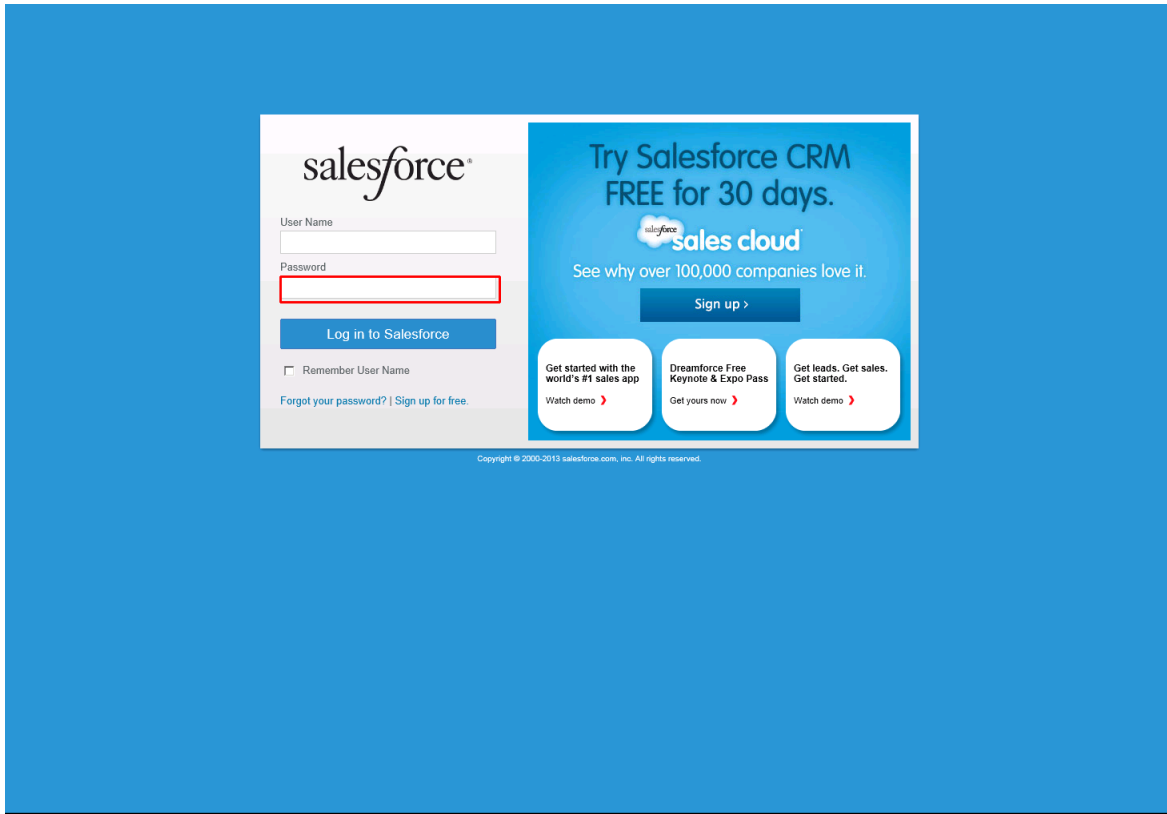 salesforce®
User Name
Password
Log in to Salesforce
Remember User Name
Forgot your password? | Sign up for free.
Try Salesforce CRM
FREE for 30 days.
salesforce
sales cloud
See why over 100,000 companies love it.
Sign up ›
Get started with the
world's #1 sales app
Watch demo ❯
Dreamforce Free
Keynote & Expo Pass
Get yours now ❯
Get leads. Get sales.
Get started.
Watch demo ❯
Copyright © 2000-2013 salesforce.com, inc. All rights reserved.